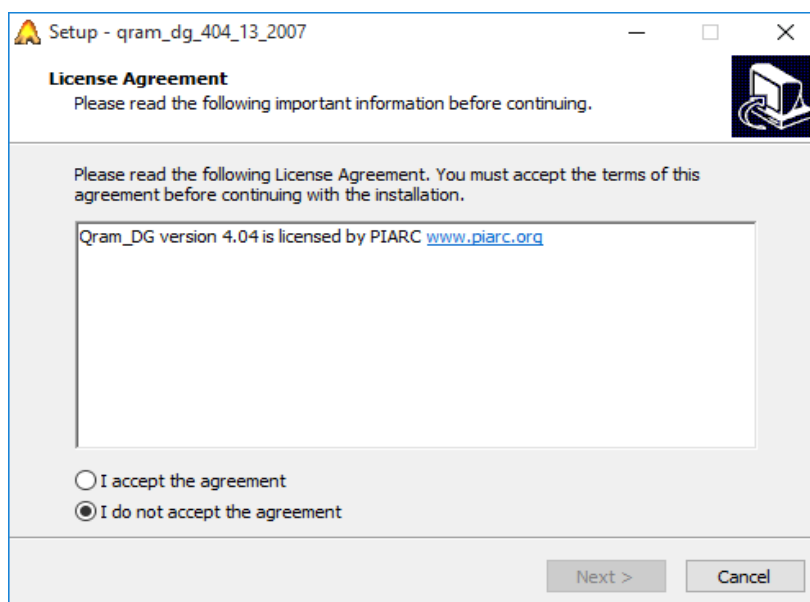 Setup - qram_dg_404_13_2007
License Agreement
Please read the following important information before continuing.
Please read the following License Agreement. You must accept the terms of this
agreement before continuing with the installation.
Qram_DG version 4.04 is licensed by PIARC www.piarc.org
I accept the agreement
I do not accept the agreement
Next >
Cancel